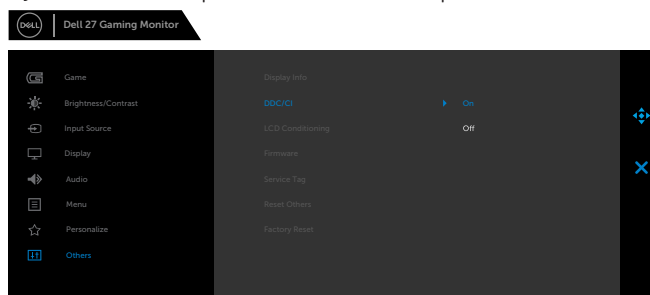 DELL
Dell 27 Gaming Monitor
Game
Display Info
Brightness/Contrast
DDC/CI
On
Input Source
LCD Conditioning
Off
Display
Firmware
Audio
Service Tag
Menu
Reset Others
Personalize
Factory Reset
Others